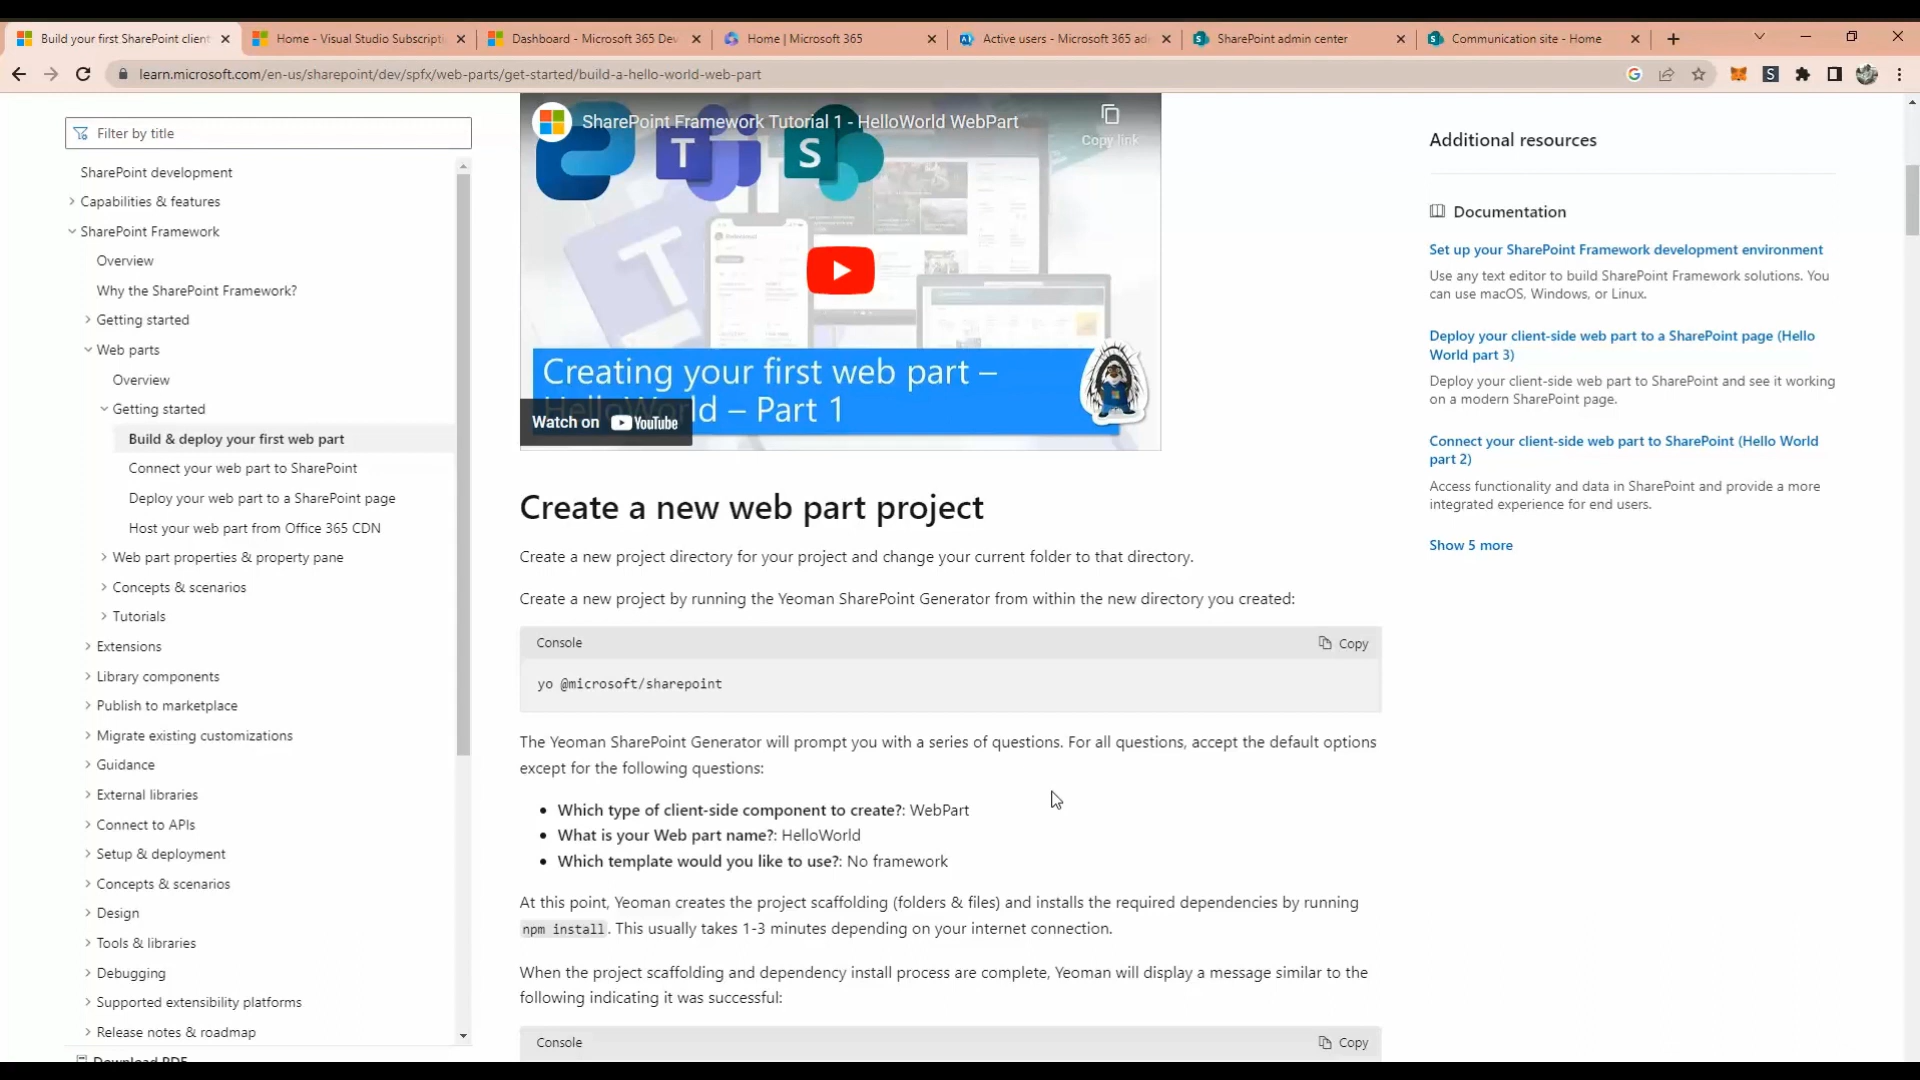 Build your first SharePoint client
Home - Visual Studio Subscripti
Dashboard - Microsoft 365 Dev
Home | Microsoft 365
Active users - Microsoft 365 ad
SharePoint admin center
Communication site - Home
learn.microsoft.com/en-us/sharepoint/dev/spfx/web-parts/get-started/build-a-hello-world-web-part
Filter by title
SharePoint development
Capabilities & features
SharePoint Framework
Overview
Why the SharePoint Framework?
Getting started
Web parts
Overview
Getting started
Build & deploy your first web part
Connect your web part to SharePoint
Deploy your web part to a SharePoint page
Host your web part from Office 365 CDN
Web part properties & property pane
Concepts & scenarios
Tutorials
Extensions
Library components
Publish to marketplace
Migrate existing customizations
Guidance
External libraries
Connect to APIs
Setup & deployment
Concepts & scenarios
Design
Tools & libraries
Debugging
Supported extensibility platforms
Release notes & roadmap
Download PDF
SharePoint Framework Tutorial 1 - HelloWorld WebPart
Copy link
T
S
T
Creating your first web part –
HelloWorld – Part 1
Watch on YouTube
Create a new web part project
Create a new project directory for your project and change your current folder to that directory.
Create a new project by running the Yeoman SharePoint Generator from within the new directory you created:
Console
Copy
yo @microsoft/sharepoint
The Yeoman SharePoint Generator will prompt you with a series of questions. For all questions, accept the default options
except for the following questions:
• Which type of client-side component to create?: WebPart
• What is your Web part name?: HelloWorld
• Which template would you like to use?: No framework
At this point, Yeoman creates the project scaffolding (folders & files) and installs the required dependencies by running
npm install. This usually takes 1-3 minutes depending on your internet connection.
When the project scaffolding and dependency install process are complete, Yeoman will display a message similar to the
following indicating it was successful:
Console
Copy
Additional resources
Documentation
Set up your SharePoint Framework development environment
Use any text editor to build SharePoint Framework solutions. You
can use macOS, Windows, or Linux.
Deploy your client-side web part to a SharePoint page (Hello
World part 3)
Deploy your client-side web part to SharePoint and see it working
on a modern SharePoint page.
Connect your client-side web part to SharePoint (Hello World
part 2)
Access functionality and data in SharePoint and provide a more
integrated experience for end users.
Show 5 more